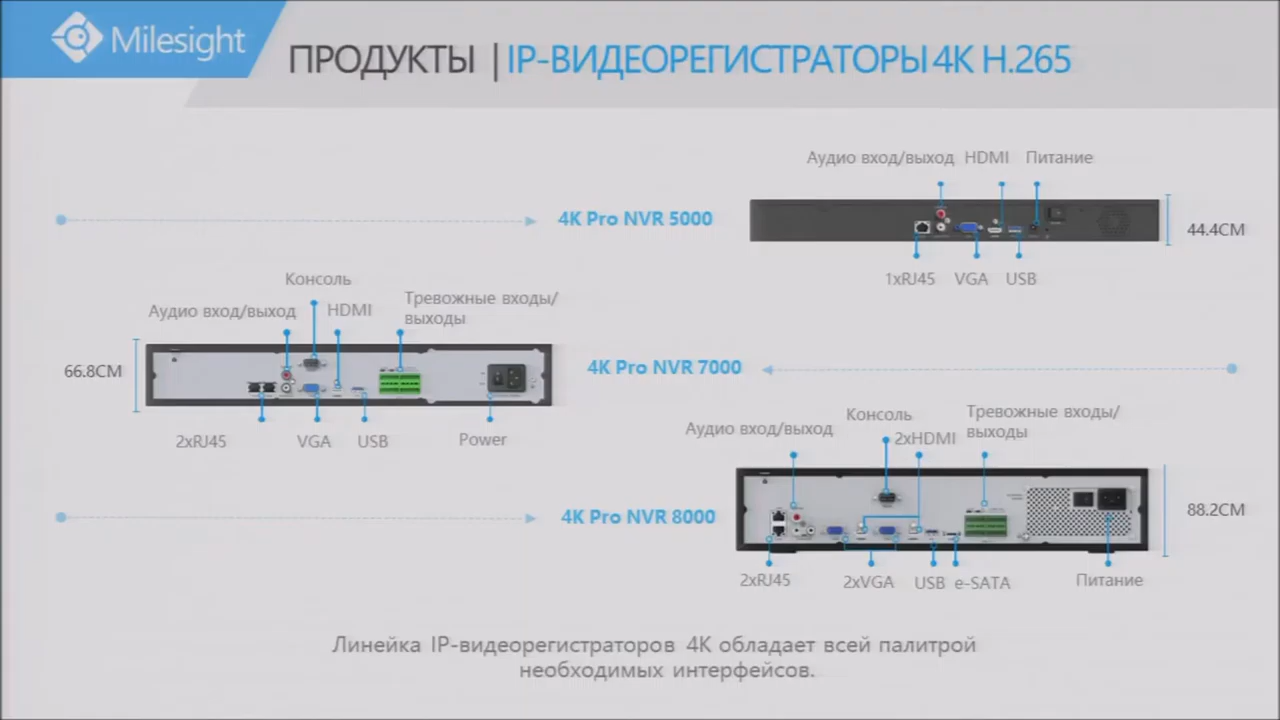 Milesight
ПРОДУКТЫ | IP-ВИДЕОРЕГИСТРАТОРЫ 4K H.265
Аудио вход/выход HDMI Питание
4K Pro NVR 5000
44.4CM
1xRJ45 VGA USB
Консоль
Аудио вход/выход HDMI Тревожные входы/
выходы
66.8CM
4K Pro NVR 7000
2xRJ45 VGA USB Power
Аудио вход/выход Консоль 2xHDMI Тревожные входы/
выходы
4K Pro NVR 8000
88.2CM
2xRJ45 2xVGA USB e-SATA Питание
Линейка IP-видеорегистраторов 4K обладает всей палитрой
необходимых интерфейсов.